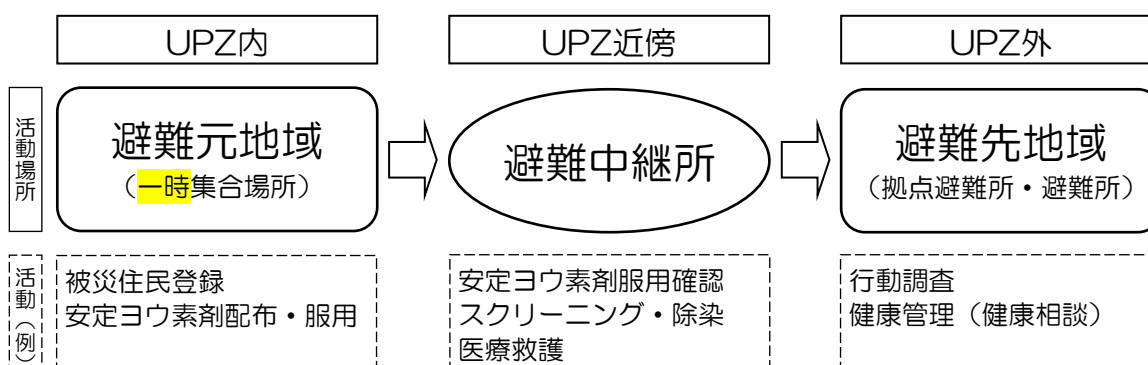 UPZ内
UPZ近傍
UPZ外
活動場所
避難元地域
（一時集合場所）
避難中継所
避難先地域
（拠点避難所・避難所）
活動（例）
被災住民登録
安定ヨウ素剤配布・服用
安定ヨウ素剤服用確認
スクリーニング・除染
医療救護
行動調査
健康管理（健康相談）